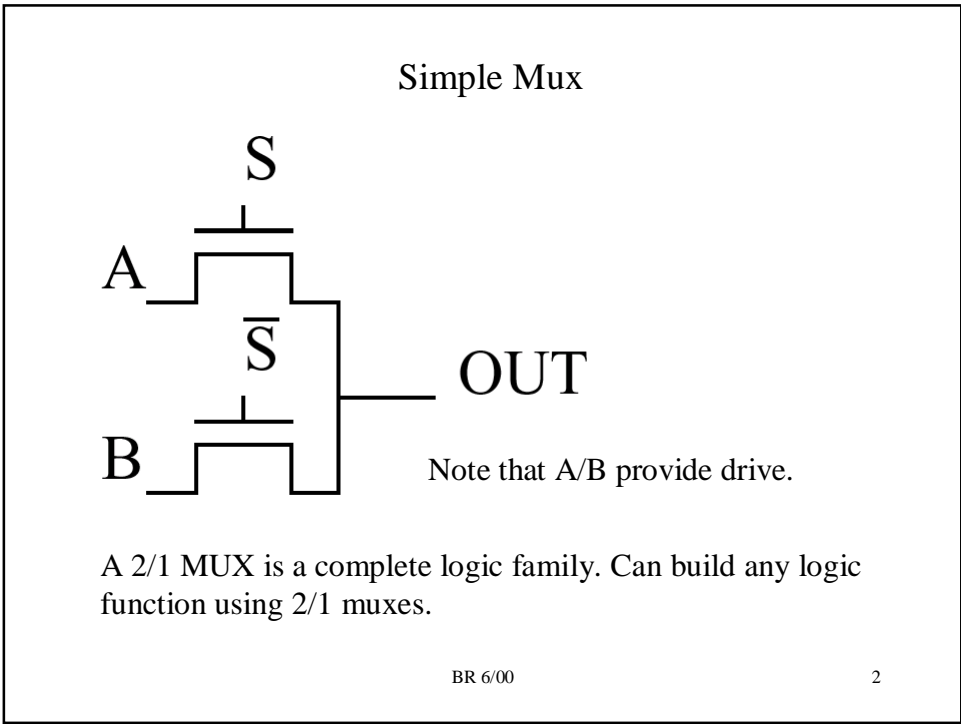 Simple Mux
S
A
S̅
OUT
B
Note that A/B provide drive.
A 2/1 MUX is a complete logic family. Can build any logic
function using 2/1 muxes.
BR 6/00
2